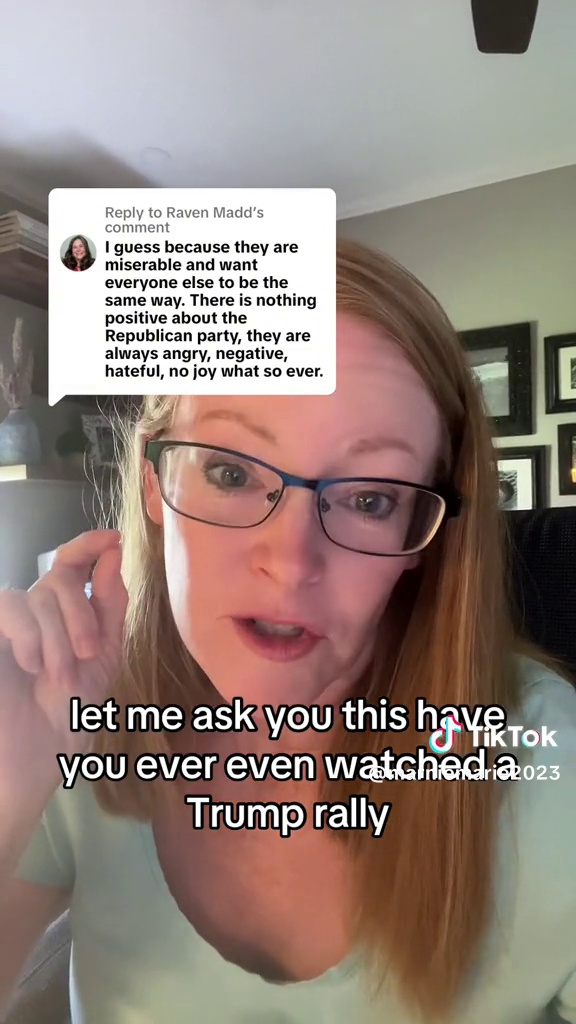 Reply to Raven Madd's
comment
I guess because they are
miserable and want
everyone else to be the
same way. There is nothing
positive about the
Republican party, they are
always angry, negative,
hateful, no joy what so ever.
let me ask you this have
TikTok
you ever even watched a
@marniemarie2023
Trump rally